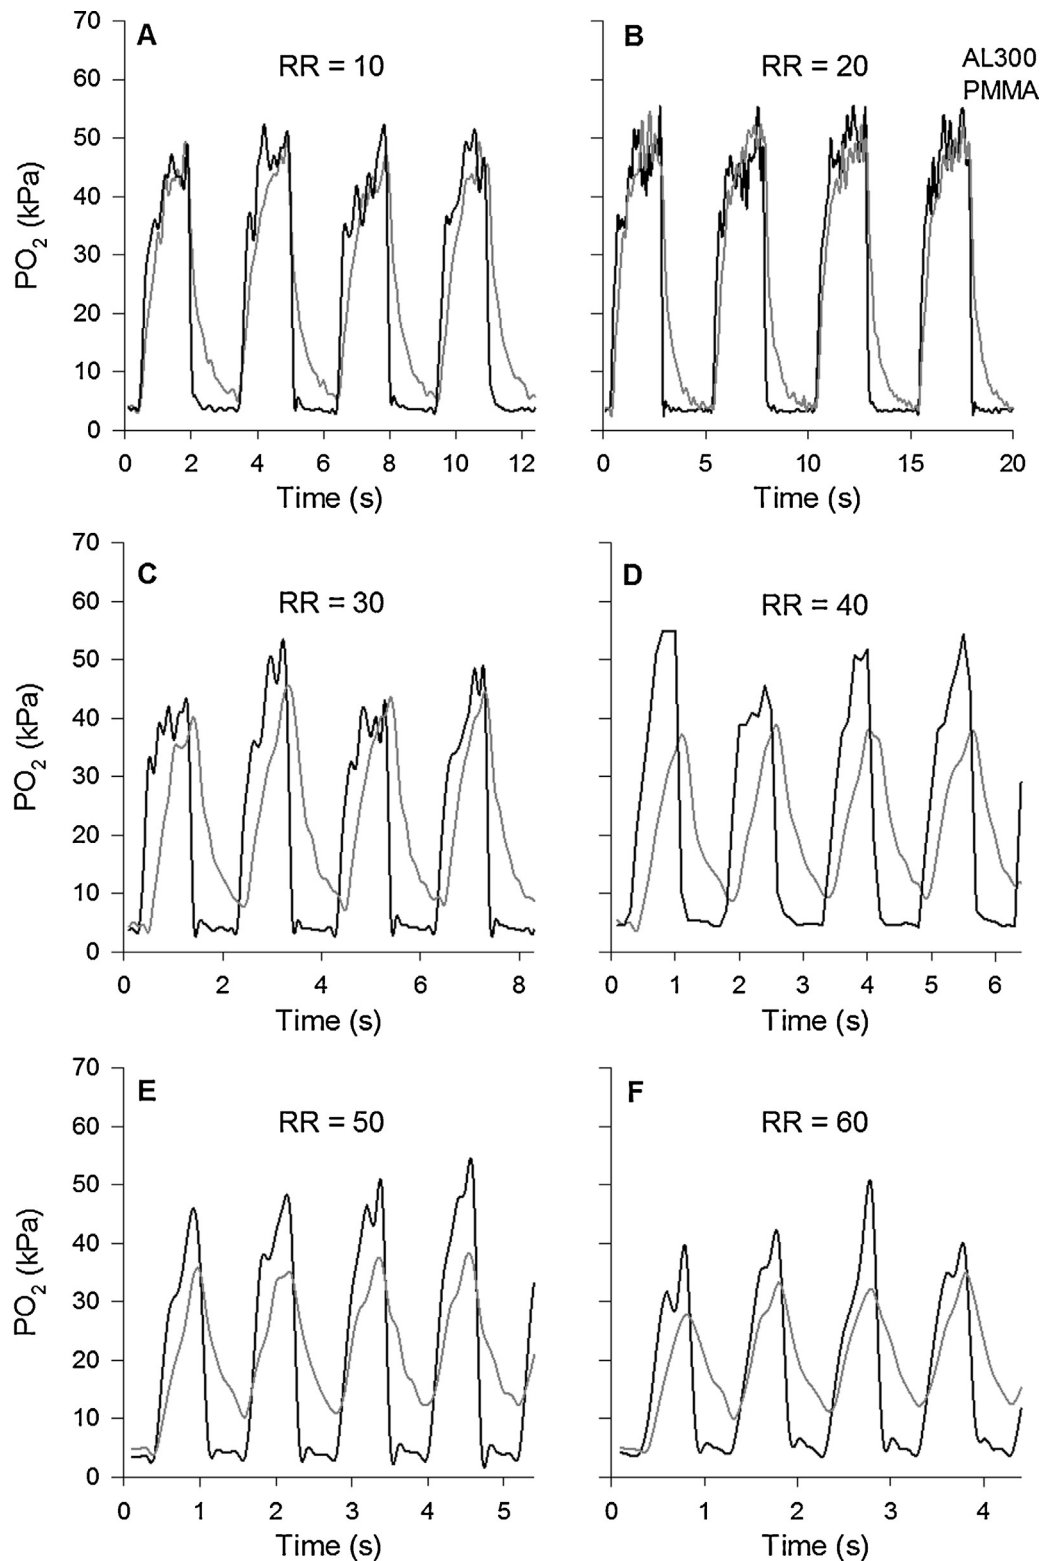 70
A
RR = 10
60
50
40
30
20
10
0
PO2 (kPa)
0 2 4 6 8 10 12
Time (s)
B
RR = 20
AL300
PMMA
0 5 10 15 20
Time (s)
70
C
RR = 30
60
50
40
30
20
10
0
PO2 (kPa)
0 2 4 6 8
Time (s)
D
RR = 40
0 1 2 3 4 5 6
Time (s)
70
E
RR = 50
60
50
40
30
20
10
0
PO2 (kPa)
0 1 2 3 4 5
Time (s)
F
RR = 60
0 1 2 3 4
Time (s)